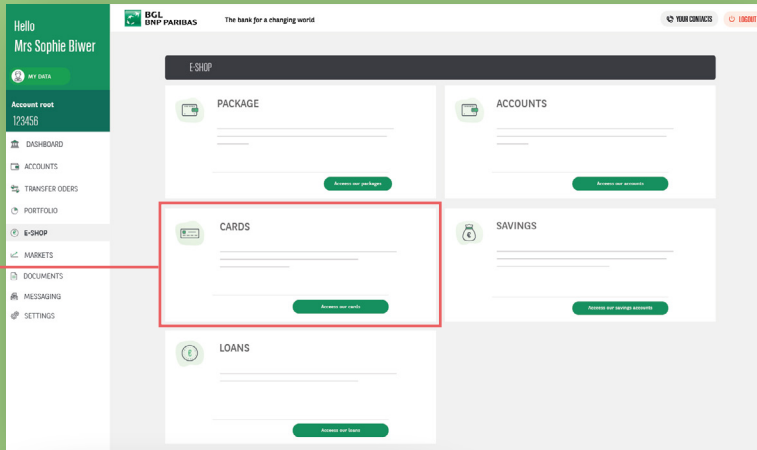 Hello
Mrs Sophie Biwer
MY DATA
Account root
123456
DASHBOARD
ACCOUNTS
TRANSFER ODERS
PORTFOLIO
E-SHOP
MARKETS
DOCUMENTS
MESSAGING
SETTINGS
BGL
BNP PARIBAS
The bank for a changing world
YOUR CONTACTS
LOGOUT
E-SHOP
PACKAGE
Access our packages
ACCOUNTS
Access our accounts
CARDS
Access our cards
SAVINGS
Access our savings accounts
LOANS
Access our loans